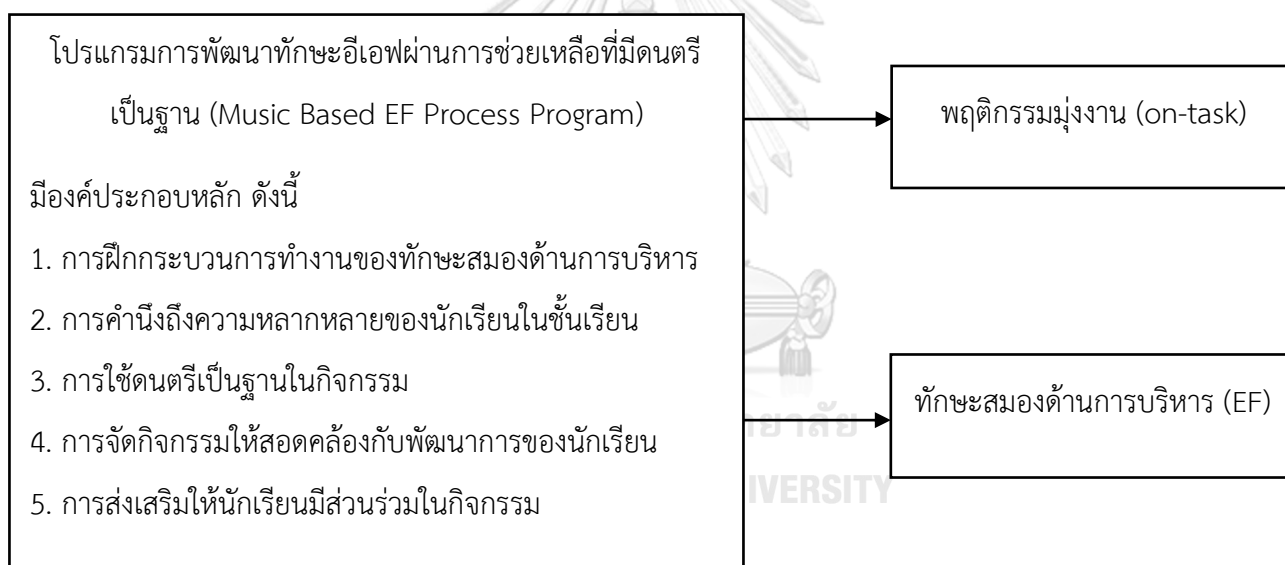 โปรแกรมการพัฒนาทักษะอีเอฟผ่านการช่วยเหลือที่มีดนตรี
เป็นฐาน (Music Based EF Process Program)
มีองค์ประกอบหลัก ดังนี้
1. การฝึกกระบวนการทำงานของทักษะสมองด้านการบริหาร
2. การคำนึงถึงความหลากหลายของนักเรียนในชั้นเรียน
3. การใช้ดนตรีเป็นฐานในกิจกรรม
4. การจัดกิจกรรมให้สอดคล้องกับพัฒนาการของนักเรียน
5. การส่งเสริมให้นักเรียนมีส่วนร่วมในกิจกรรม
พฤติกรรมมุ่งงาน (on-task)
ทักษะสมองด้านการบริหาร (EF)
ยาลัย
IVERSITY